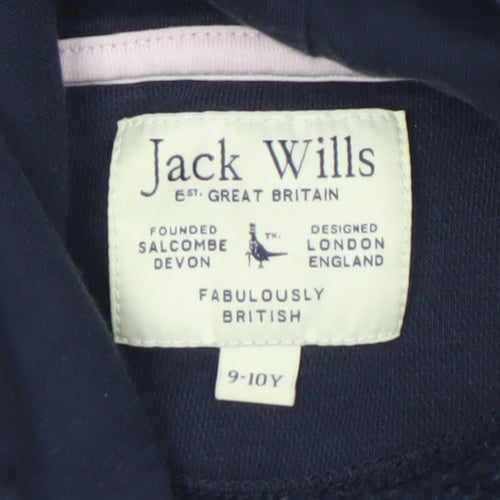 Jack Wills
EST. GREAT BRITAIN
FOUNDED
SALCOMBE
DEVON
TM.
DESIGNED
LONDON
ENGLAND
FABULOUSLY
BRITISH
9-10Y